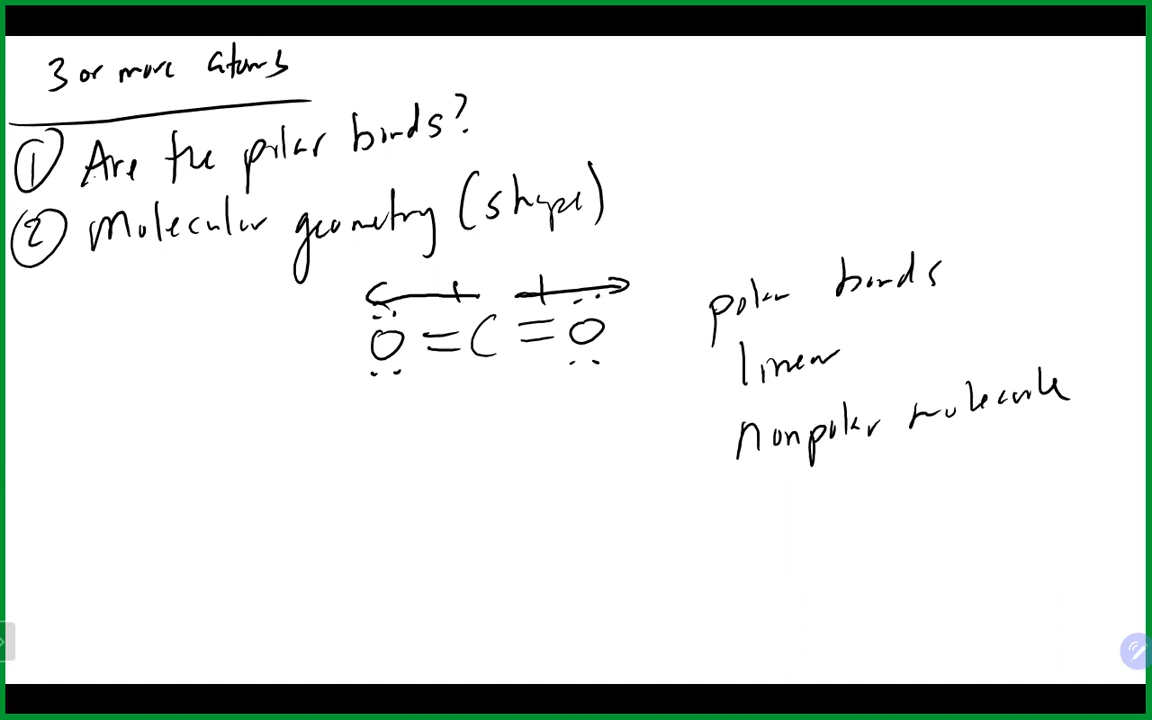 3 or more atoms
① Are the polar bonds?
② Molecular geometry (shape)
O = C = O
polar bonds
linear
nonpolar molecule